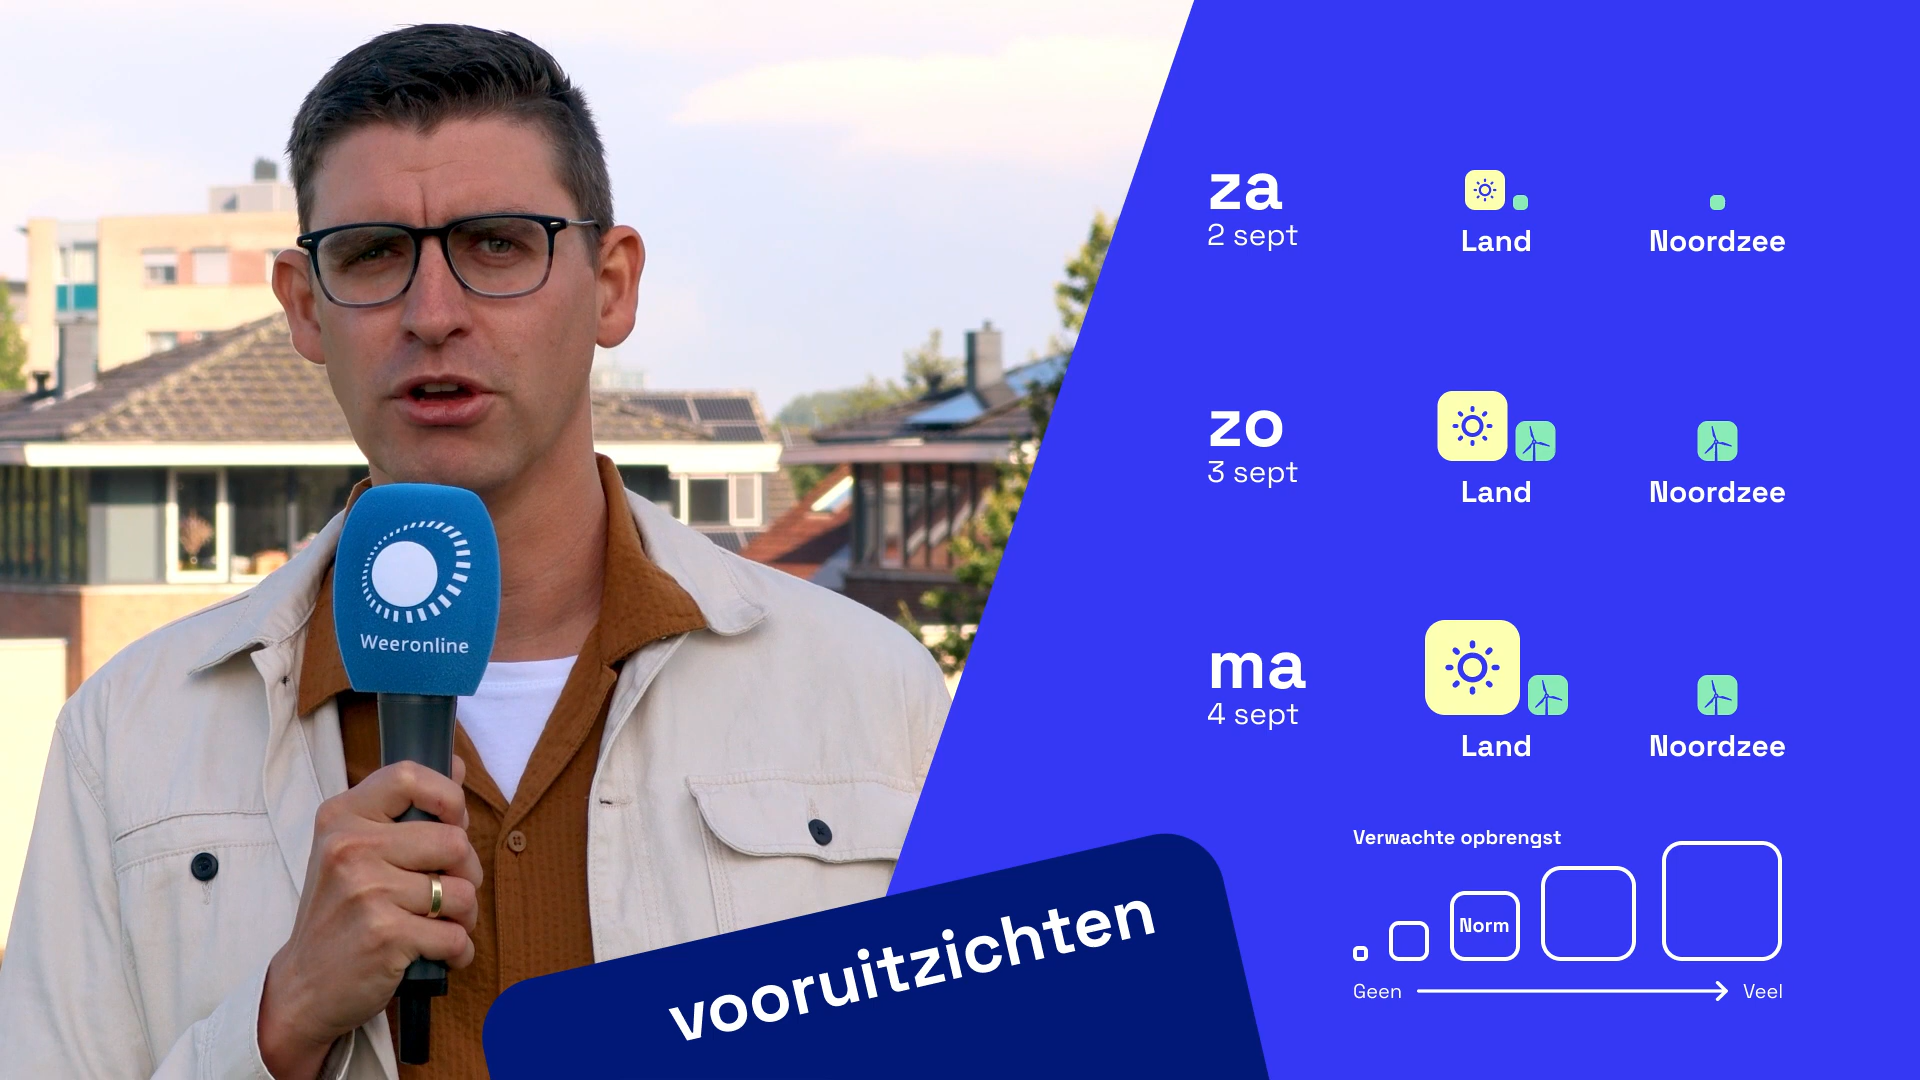 Weeronline
vooruitzichten
za
2 sept
Land
Noordzee
zo
3 sept
Land
Noordzee
ma
4 sept
Land
Noordzee
Verwachte opbrengst
Norm
Geen
Veel